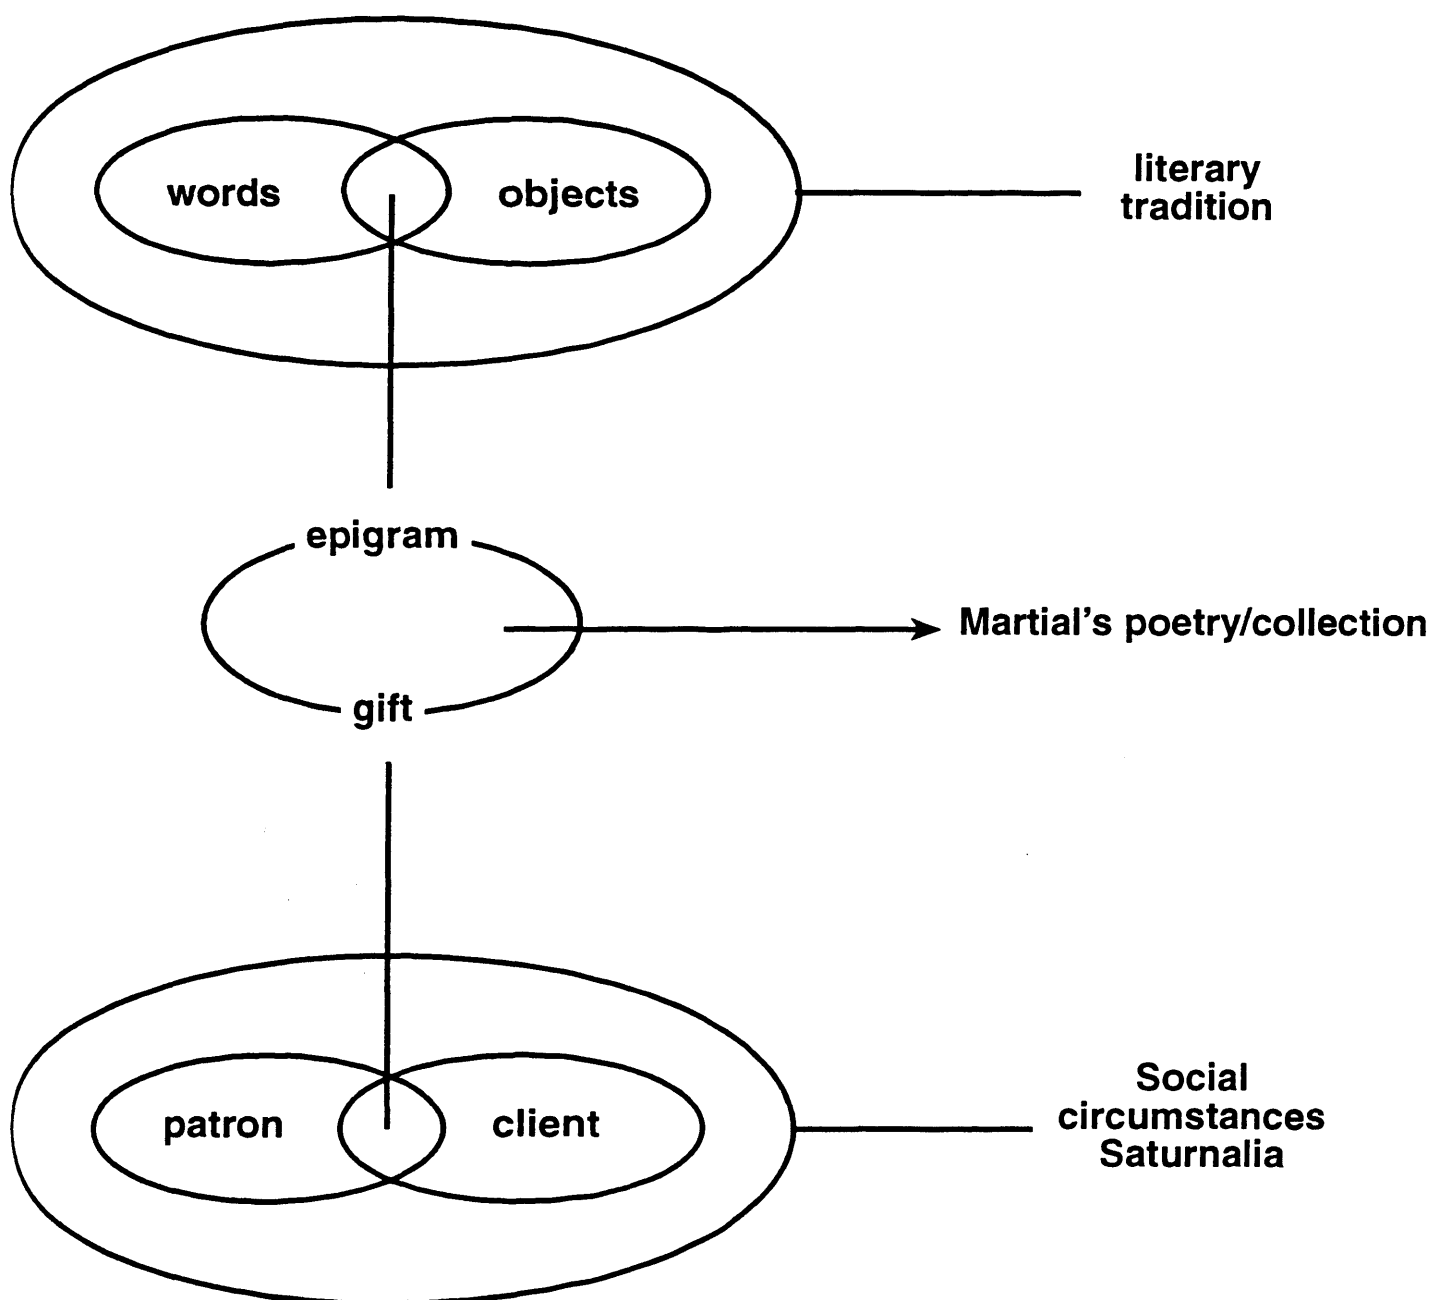 words
objects
literary
tradition
epigram
Martial's poetry/collection
gift
patron
client
Social
circumstances
Saturnalia